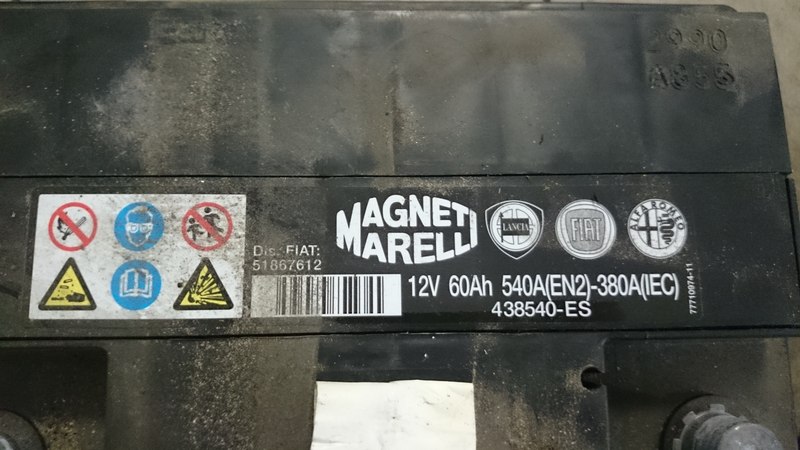 MAGNETI
MARELLI
LANCIA
FIAT
ALFA ROMEO
Dis. FIAT:
51867612
12V 60Ah 540A(EN2)-380A(IEC)
438540-ES
77710974-11